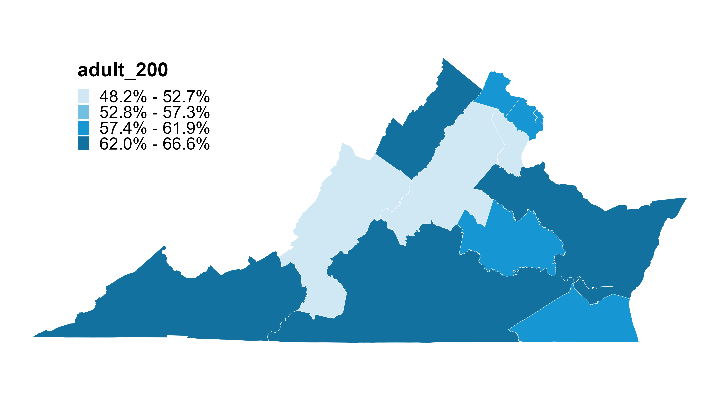 adult_200
48.2% - 52.7%
52.8% - 57.3%
57.4% - 61.9%
62.0% - 66.6%